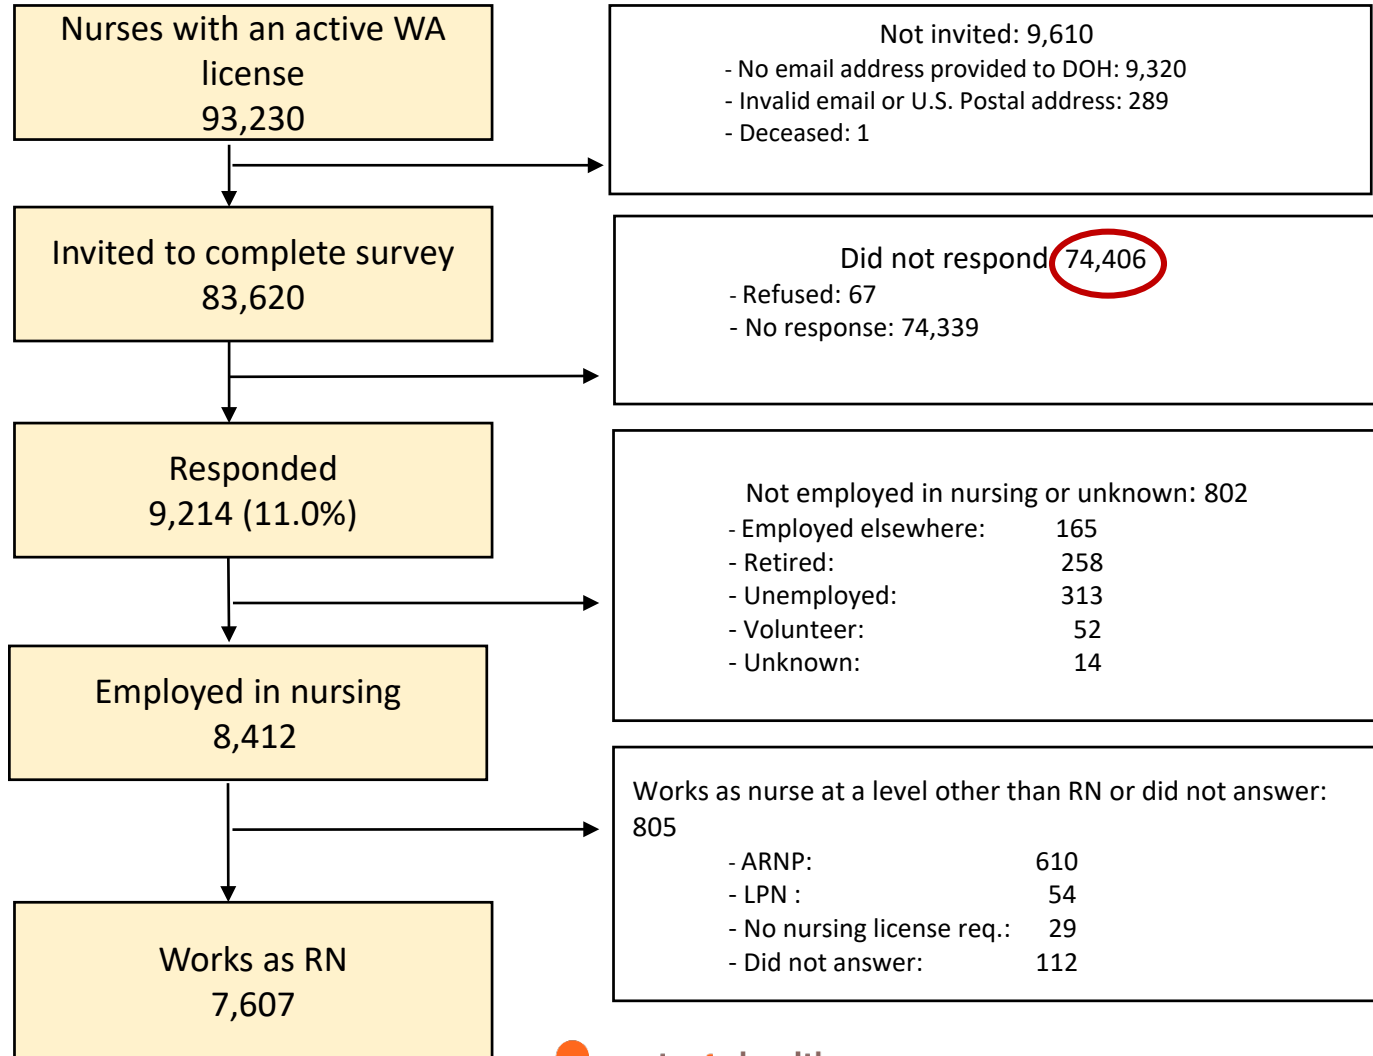 Nurses with an active WA
license
93,230
Not invited: 9,610
- No email address provided to DOH: 9,320
- Invalid email or U.S. Postal address: 289
- Deceased: 1
Invited to complete survey
83,620
Did not respond 74,406
- Refused: 67
- No response: 74,339
Responded
9,214 (11.0%)
Not employed in nursing or unknown: 802
- Employed elsewhere: 165
- Retired: 258
- Unemployed: 313
- Volunteer: 52
- Unknown: 14
Employed in nursing
8,412
Works as nurse at a level other than RN or did not answer:
805
- ARNP: 610
- LPN : 54
- No nursing license req.: 29
- Did not answer: 112
Works as RN
7,607